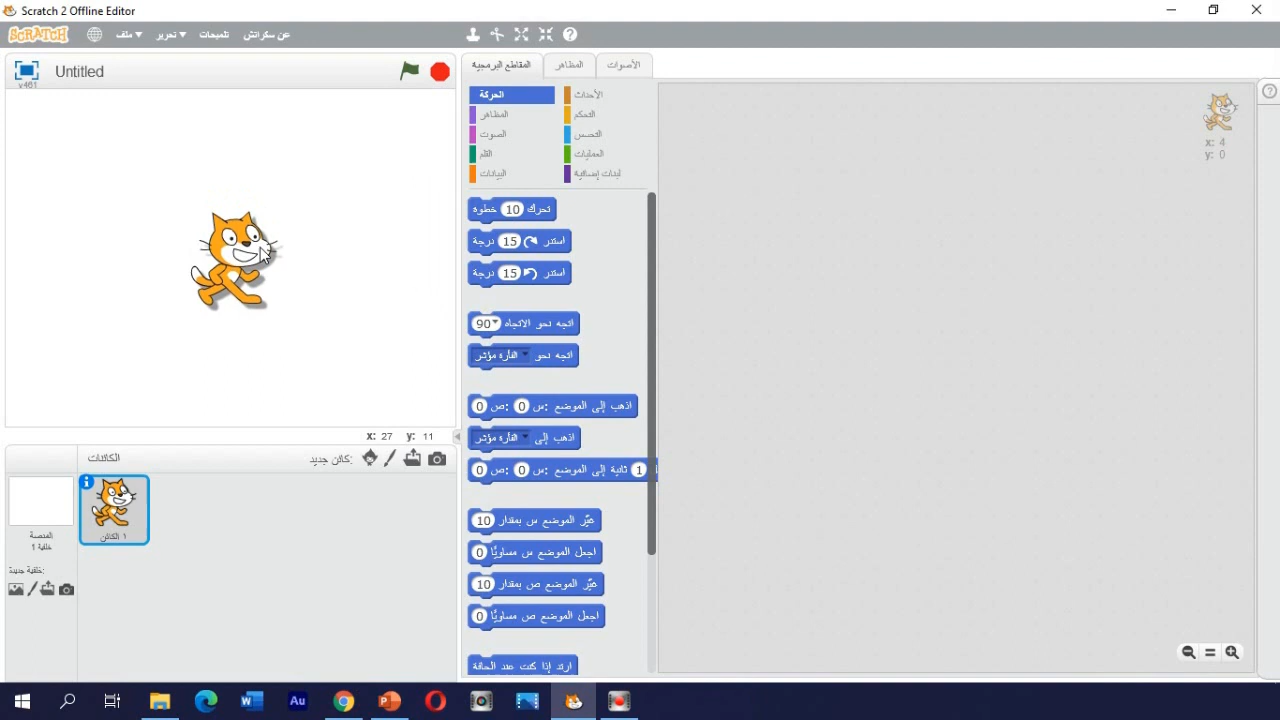 Scratch 2 Offline Editor
SCRATCH
ملف
تحرير
تلميحات
عن سكراتش
v461
Untitled
المقاطع البرمجية
المظاهر
الأصوات
الحركة
الأحداث
المظاهر
التحكم
الصوت
التحسس
القلم
العمليات
البيانات
لبنات إضافية
x: 4
y: 0
تحرك 10 خطوة
استدر 15 درجة
استدر 15 درجة
اتجه نحو الاتجاه 90
اتجه نحو الفأرة مؤشر
اذهب إلى الموضع :س 0 ص: 0
اذهب إلى الفأرة مؤشر
1 ثانية إلى الموضع :س 0 ص: 0
غيّر الموضع س بمقدار 10
اجعل الموضع س مساويًا 0
غيّر الموضع ص بمقدار 10
اجعل الموضع ص مساويًا 0
ارتد إذا كنت عند الحافة
x: 27 y: 11
الكائنات
كائن جديد:
المنصة
خلفية 1
خلفية جديدة:
1 الكائن